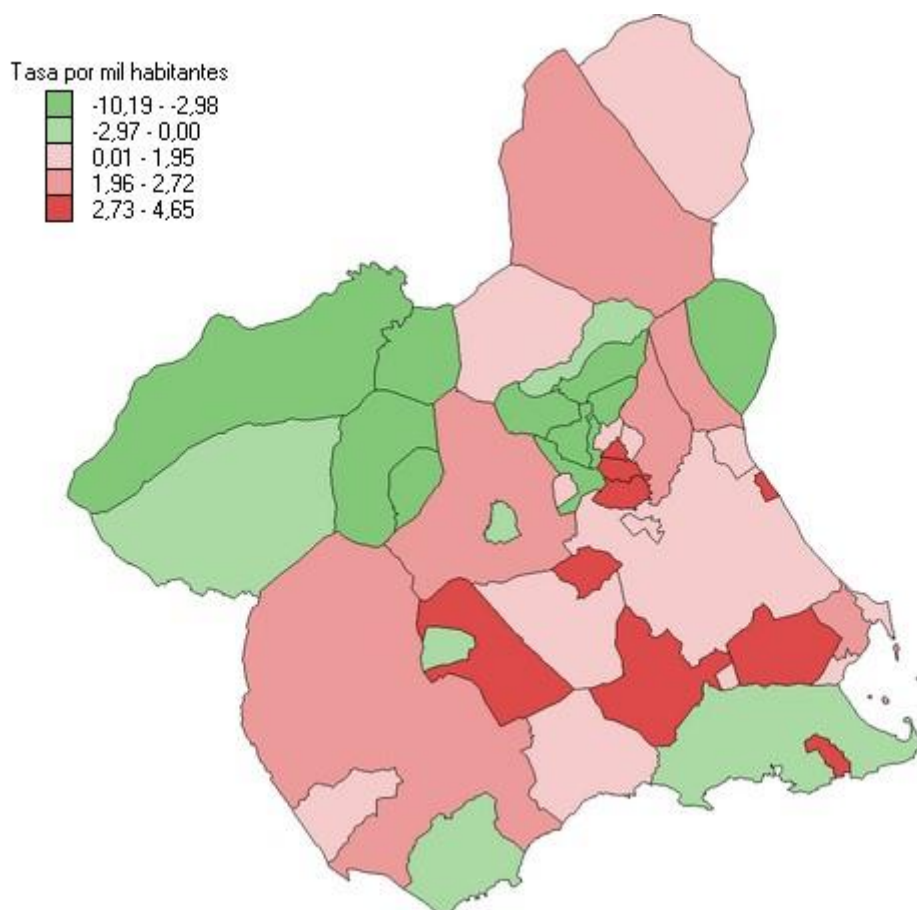 Tasa por mil habitantes
-10,19 - -2,98
-2,97 - 0,00
0,01 - 1,95
1,96 - 2,72
2,73 - 4,65